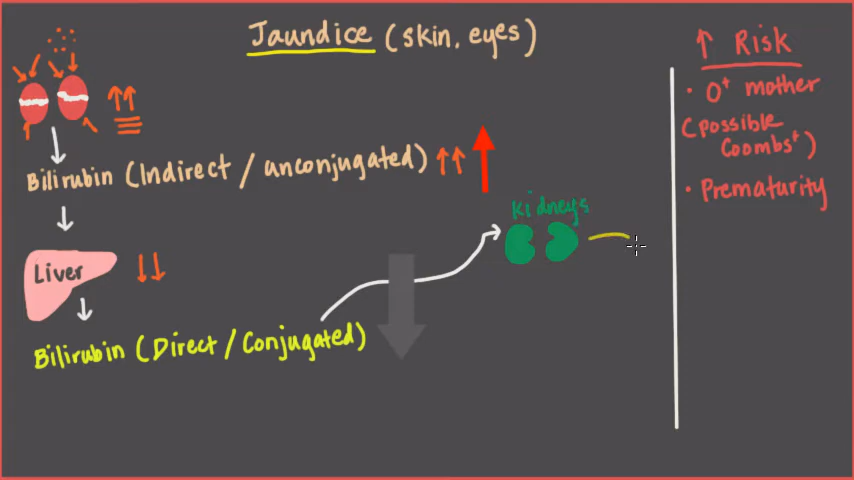 Jaundice (skin, eyes)
Bilirubin (Indirect / unconjugated)
Kidneys
Liver
Bilirubin (Direct / Conjugated)
↑ Risk
• O+ mother
(possible
Coombs+)
• Prematurity